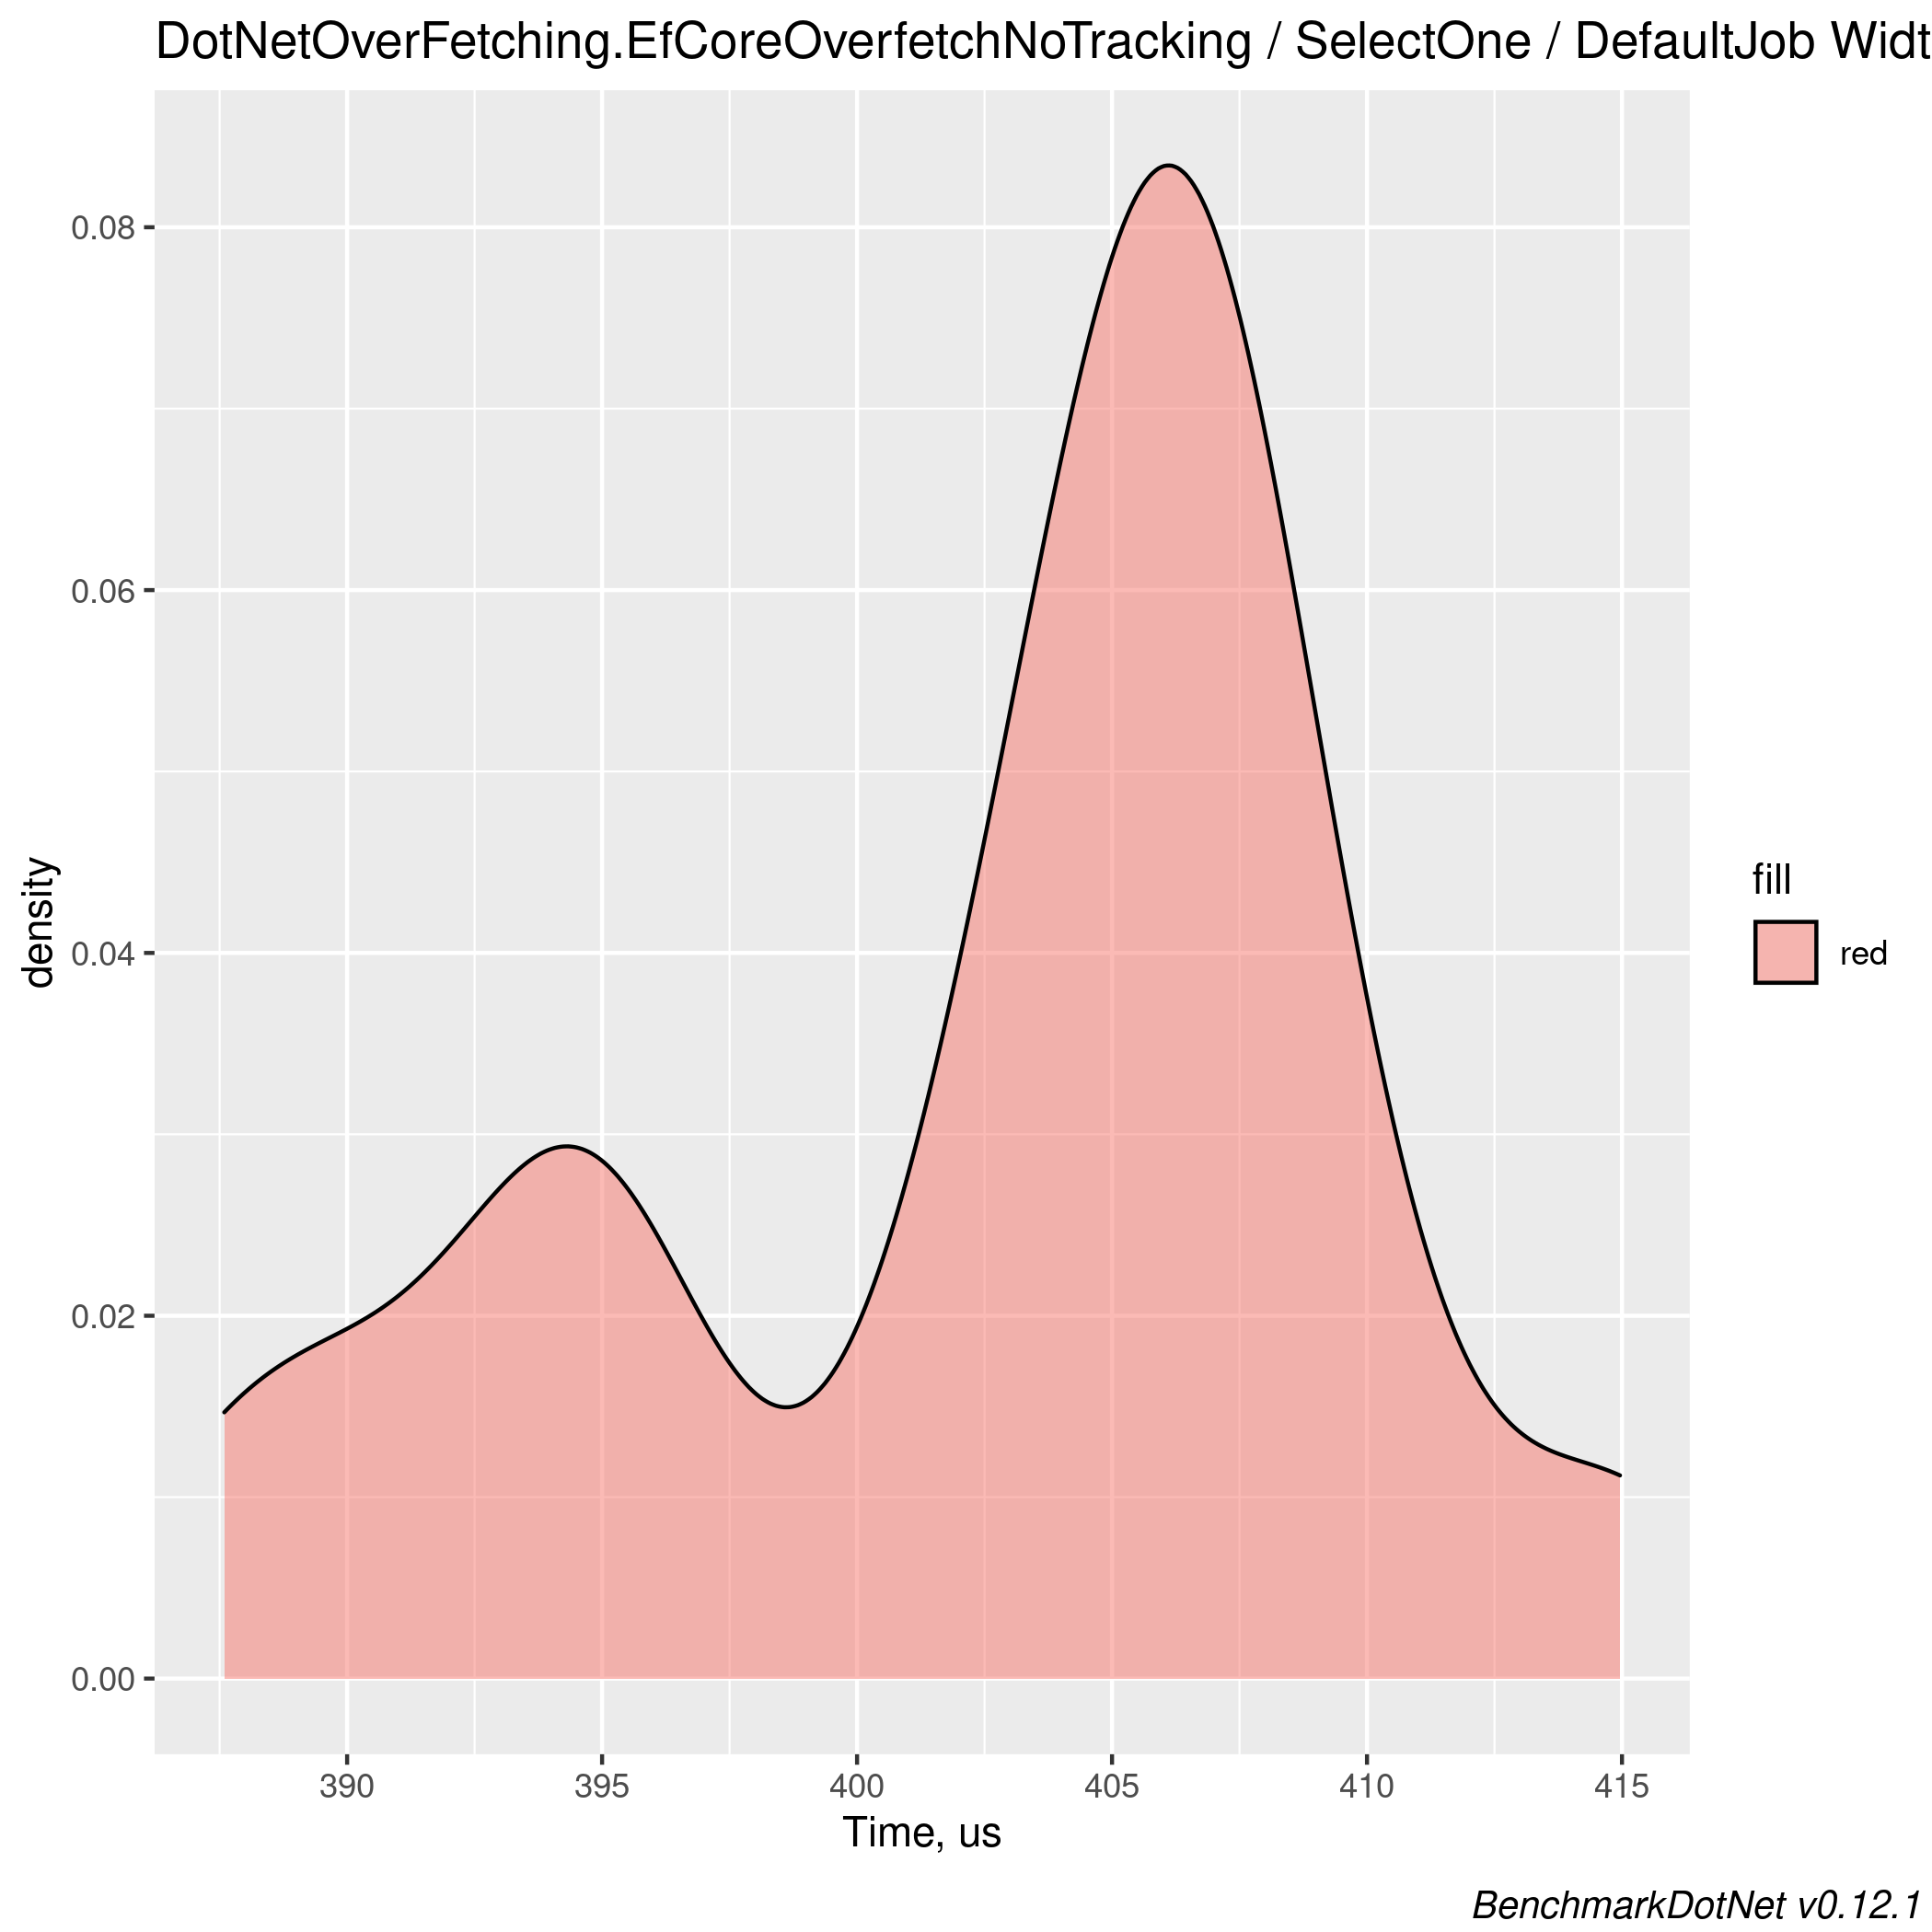 DotNetOverFetching.EfCoreOverfetchNoTracking / SelectOne / DefaultJob Widt
0.08
0.06
0.04
0.02
0.00
density
390 395 400 405 410 415
Time, us
fill
red
BenchmarkDotNet v0.12.1